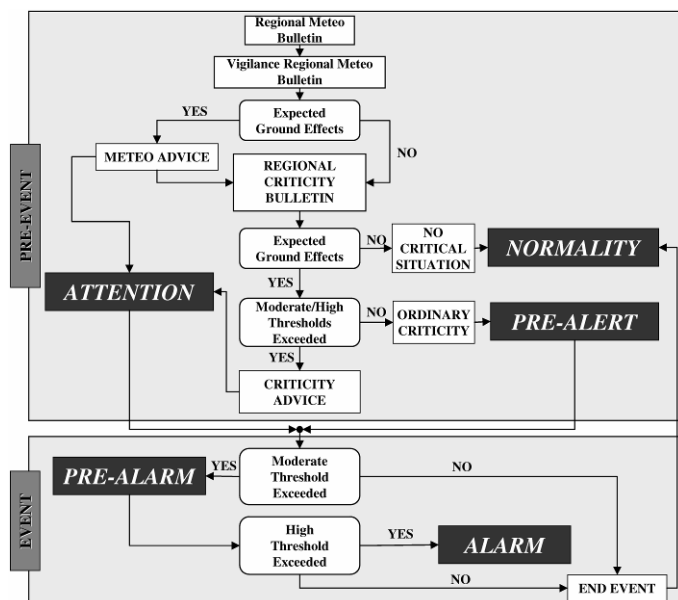 Regional Meteo
Bulletin
Vigilance Regional Meteo
Bulletin
YES
Expected
Ground Effects
NO
METEO ADVICE
REGIONAL
CRITICITY
BULLETIN
PRE-EVENT
Expected
Ground Effects
NO
NO
CRITICAL
SITUATION
NORMALITY
YES
ATTENTION
Moderate/High
Thresholds
Exceeded
NO
ORDINARY
CRITICITY
PRE-ALERT
YES
CRITICITY
ADVICE
EVENT
PRE-ALARM
YES
Moderate
Threshold
Exceeded
NO
High
Threshold
Exceeded
YES
ALARM
NO
END EVENT